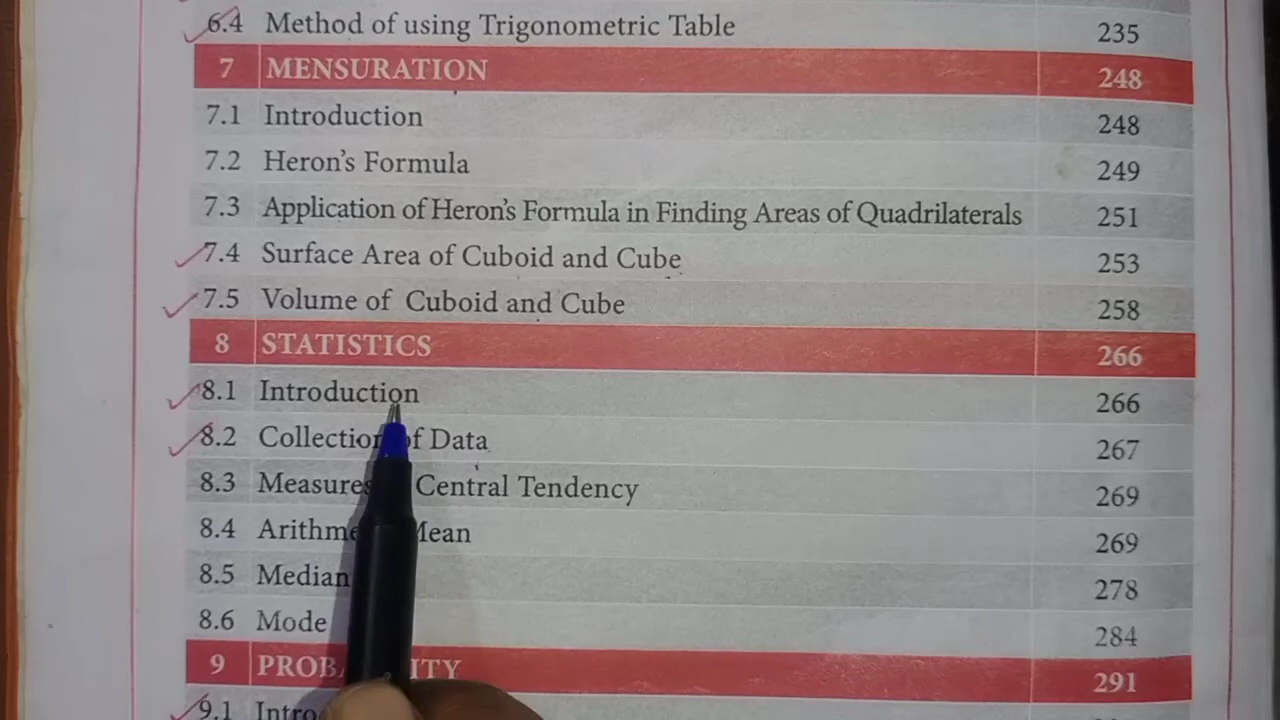 6.4 Method of using Trigonometric Table 235
7 MENSURATION 248
7.1 Introduction 248
7.2 Heron's Formula 249
7.3 Application of Heron's Formula in Finding Areas of Quadrilaterals 251
7.4 Surface Area of Cuboid and Cube 253
7.5 Volume of Cuboid and Cube 258
8 STATISTICS 266
8.1 Introduction 266
8.2 Collection of Data 267
8.3 Measures Central Tendency 269
8.4 Mean 269
8.5 Median 278
8.6 Mode 284
9 291
9.1